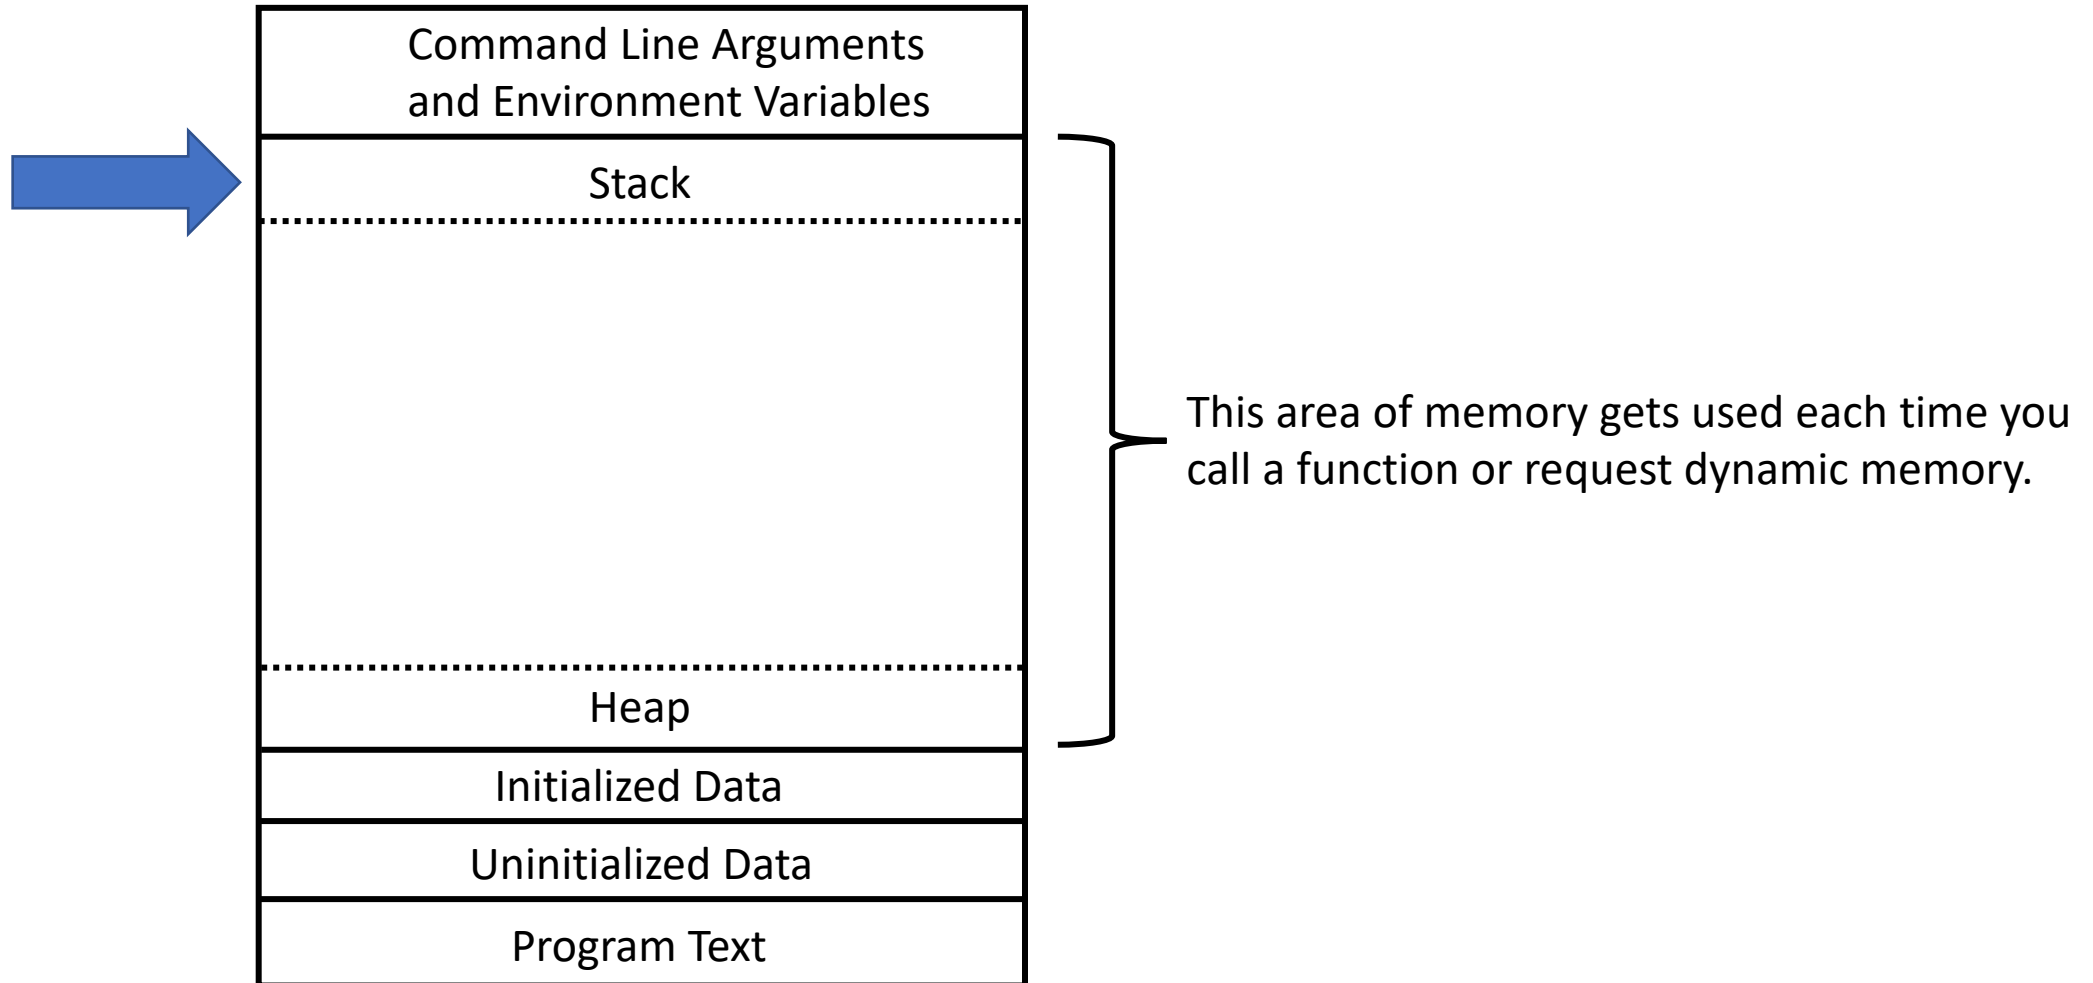 Command Line Arguments
and Environment Variables
Stack
This area of memory gets used each time you
call a function or request dynamic memory.
Heap
Initialized Data
Uninitialized Data
Program Text